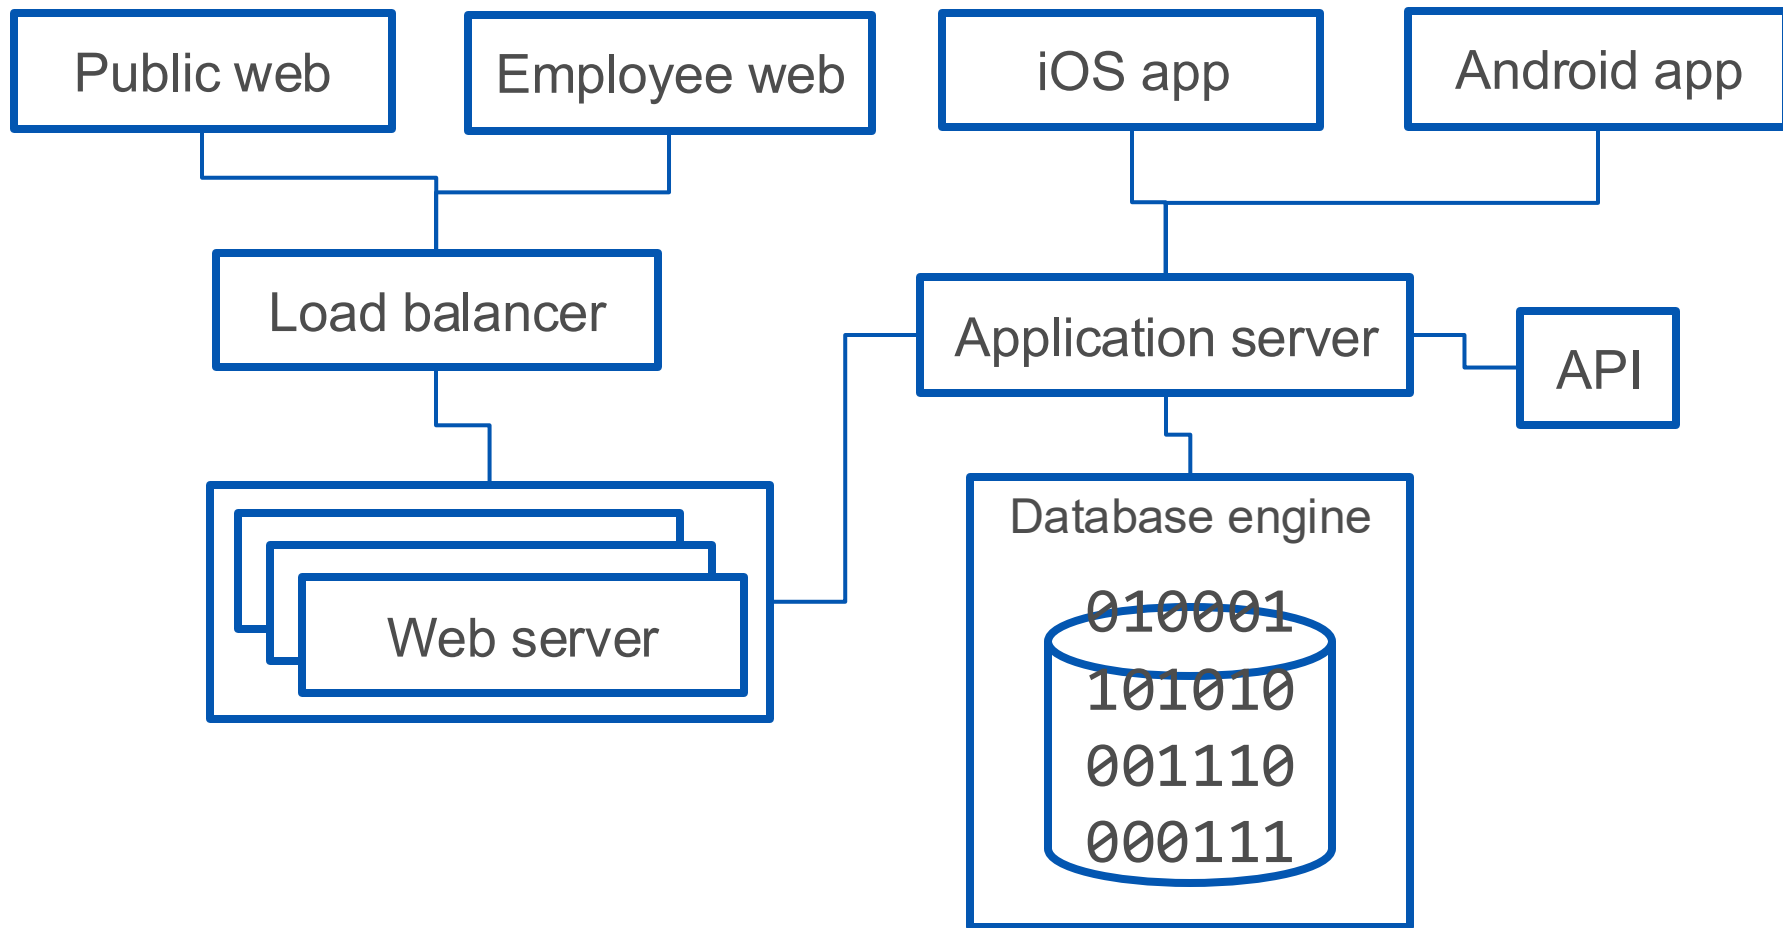 Public web
Employee web
iOS app
Android app
Load balancer
Application server
API
Web server
Database engine
010001
101010
001110
000111